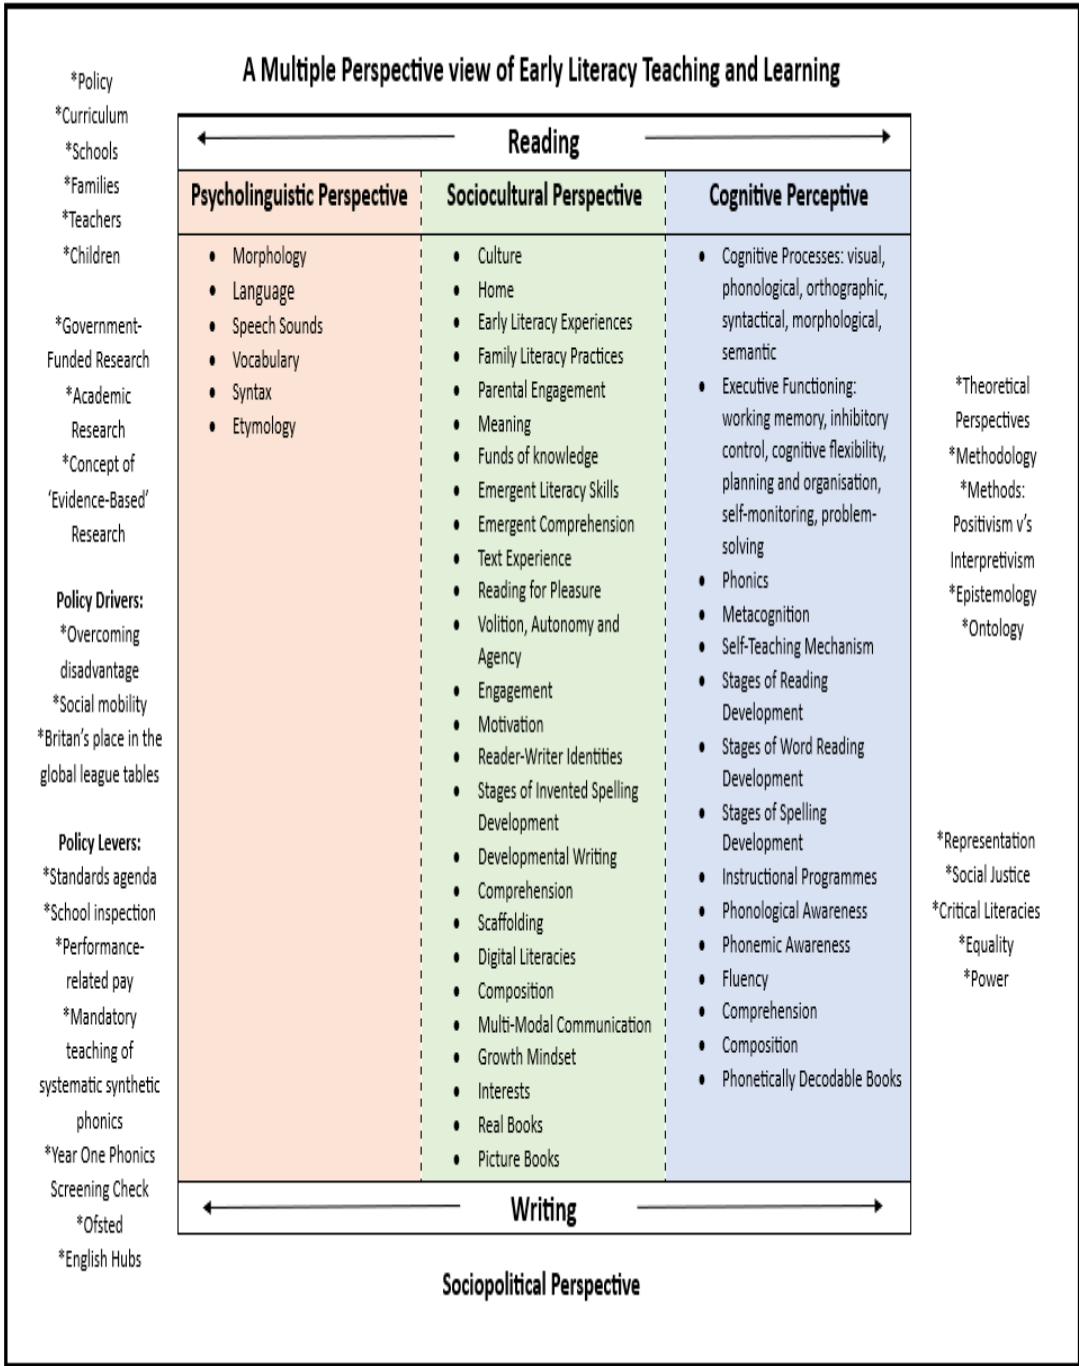 A Multiple Perspective view of Early Literacy Teaching and Learning
*Policy
*Curriculum
*Schools
*Families
*Teachers
*Children
*Government-
Funded Research
*Academic
Research
*Concept of
‘Evidence-Based’
Research
Policy Drivers:
*Overcoming
disadvantage
*Social mobility
*Britan’s place in the
global league tables
Policy Levers:
*Standards agenda
*School inspection
*Performance-
related pay
*Mandatory
teaching of
systematic synthetic
phonics
*Year One Phonics
Screening Check
*Ofsted
*English Hubs
Reading
Psycholinguistic Perspective
• Morphology
• Language
• Speech Sounds
• Vocabulary
• Syntax
• Etymology
Sociocultural Perspective
• Culture
• Home
• Early Literacy Experiences
• Family Literacy Practices
• Parental Engagement
• Meaning
• Funds of knowledge
• Emergent Literacy Skills
• Emergent Comprehension
• Text Experience
• Reading for Pleasure
• Volition, Autonomy and
Agency
• Engagement
• Motivation
• Reader-Writer Identities
• Stages of Invented Spelling
Development
• Developmental Writing
• Comprehension
• Scaffolding
• Digital Literacies
• Composition
• Multi-Modal Communication
• Growth Mindset
• Interests
• Real Books
• Picture Books
Cognitive Perceptive
• Cognitive Processes: visual,
phonological, orthographic,
syntactical, morphological,
semantic
• Executive Functioning:
working memory, inhibitory
control, cognitive flexibility,
planning and organisation,
self-monitoring, problem-
solving
• Phonics
• Metacognition
• Self-Teaching Mechanism
• Stages of Reading
Development
• Stages of Word Reading
Development
• Stages of Spelling
Development
• Instructional Programmes
• Phonological Awareness
• Phonemic Awareness
• Fluency
• Comprehension
• Composition
• Phonetically Decodable Books
Writing
*Theoretical
Perspectives
*Methodology
*Methods:
Positivism v’s
Interpretivism
*Epistemology
*Ontology
*Representation
*Social Justice
*Critical Literacies
*Equality
*Power
Sociopolitical Perspective